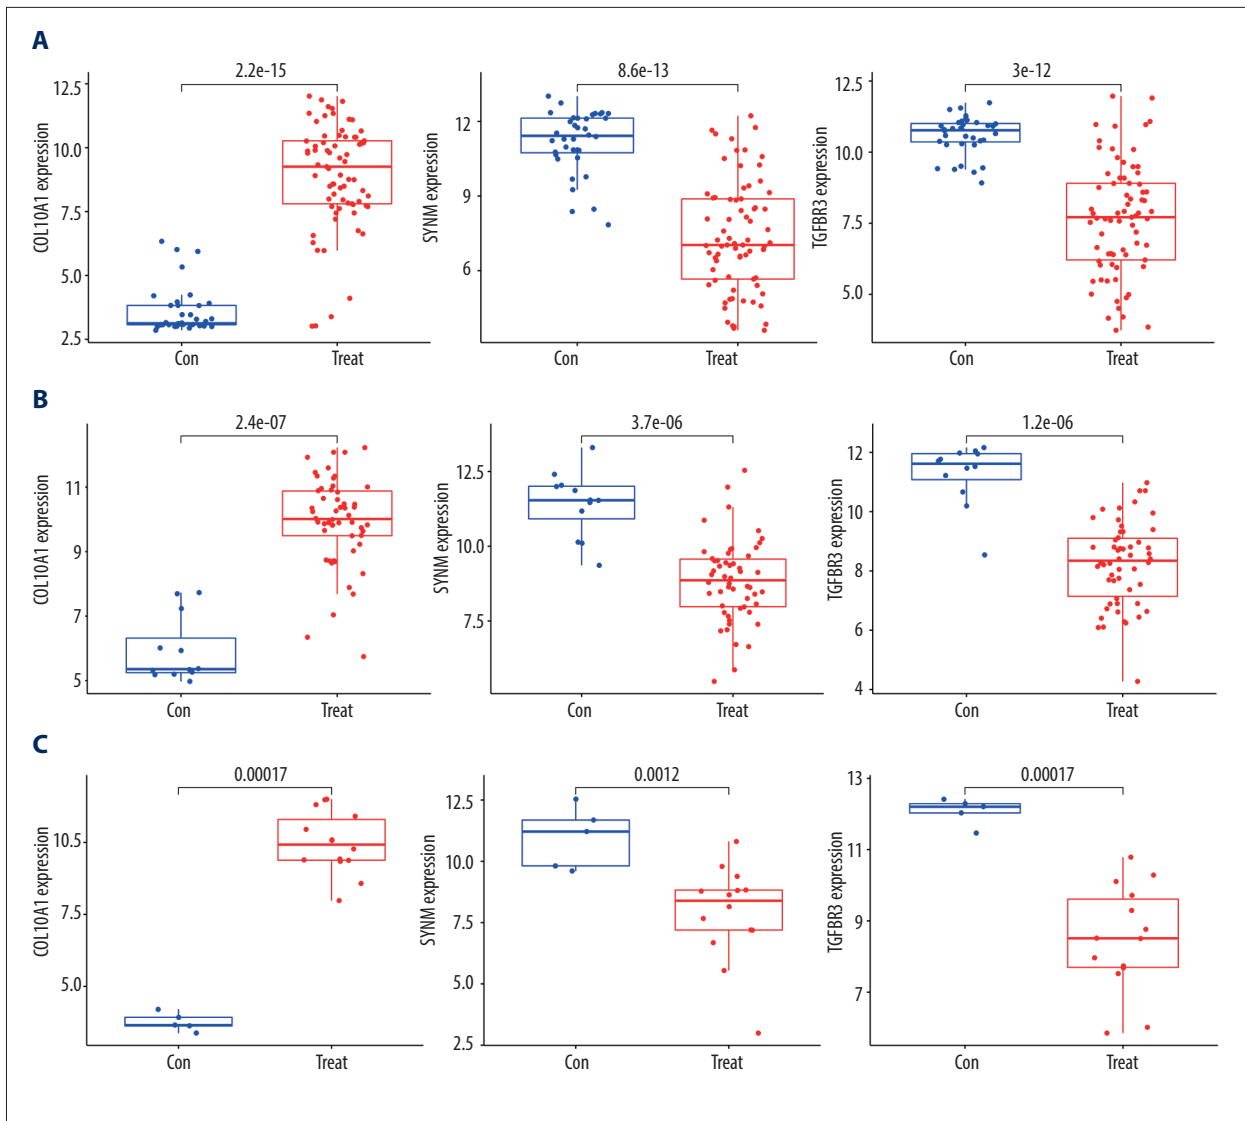 A
2.2e-15
8.6e-13
3e-12
COL10A1 expression
12.5
10.0
7.5
5.0
2.5
SYNM expression
12
9
6
TGFBR3 expression
12.5
10.0
7.5
5.0
Con Treat
Con Treat
Con Treat
B
2.4e-07
3.7e-06
1.2e-06
COL10A1 expression
11
9
7
5
SYNM expression
12.5
10.0
7.5
TGFBR3 expression
12
10
8
6
4
Con Treat
Con Treat
Con Treat
C
0.00017
0.0012
0.00017
COL10A1 expression
10.5
7.5
5.0
SYNM expression
12.5
10.0
7.5
5.0
2.5
TGFBR3 expression
13
11
9
7
Con Treat
Con Treat
Con Treat